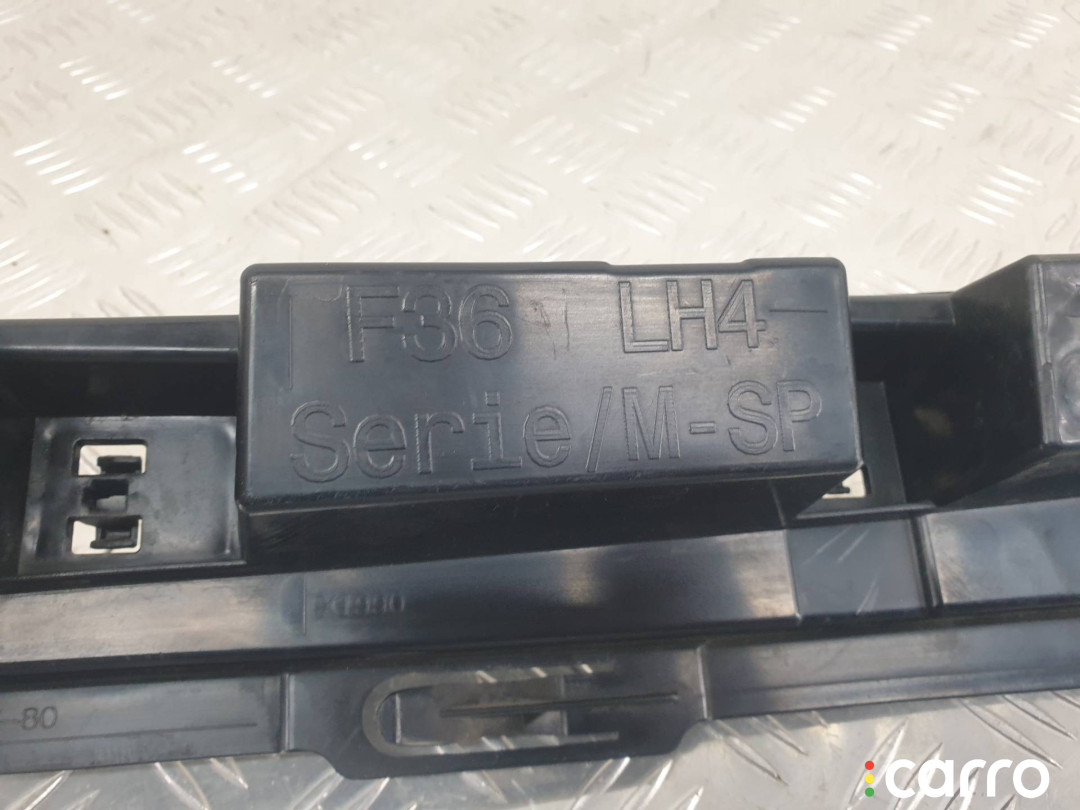 F36 LH4
Serie/M-SP
80
carro